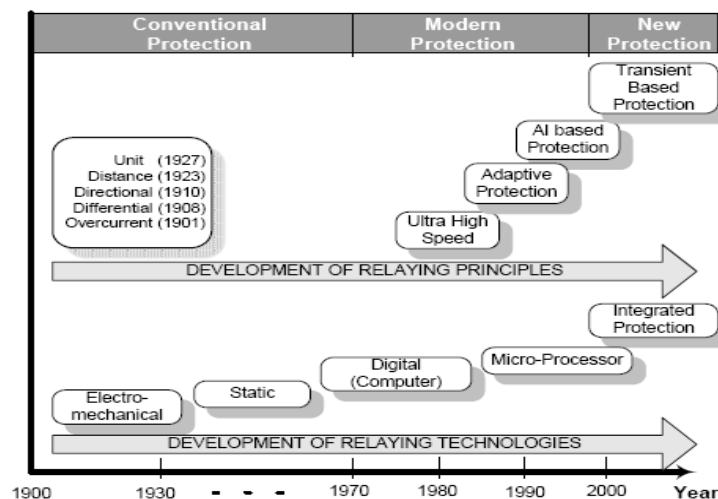 Conventional
Protection
Modern
Protection
New
Protection
Transient
Based
Protection
AI based
Protection
Adaptive
Protection
Ultra High
Speed
Unit (1927)
Distance (1923)
Directional (1910)
Differential (1908)
Overcurrent (1901)
DEVELOPMENT OF RELAYING PRINCIPLES
Integrated
Protection
Micro-Processor
Digital
(Computer)
Static
Electro-
mechanical
DEVELOPMENT OF RELAYING TECHNOLOGIES
1900 1930 - - - 1970 1980 1990 2000 Year